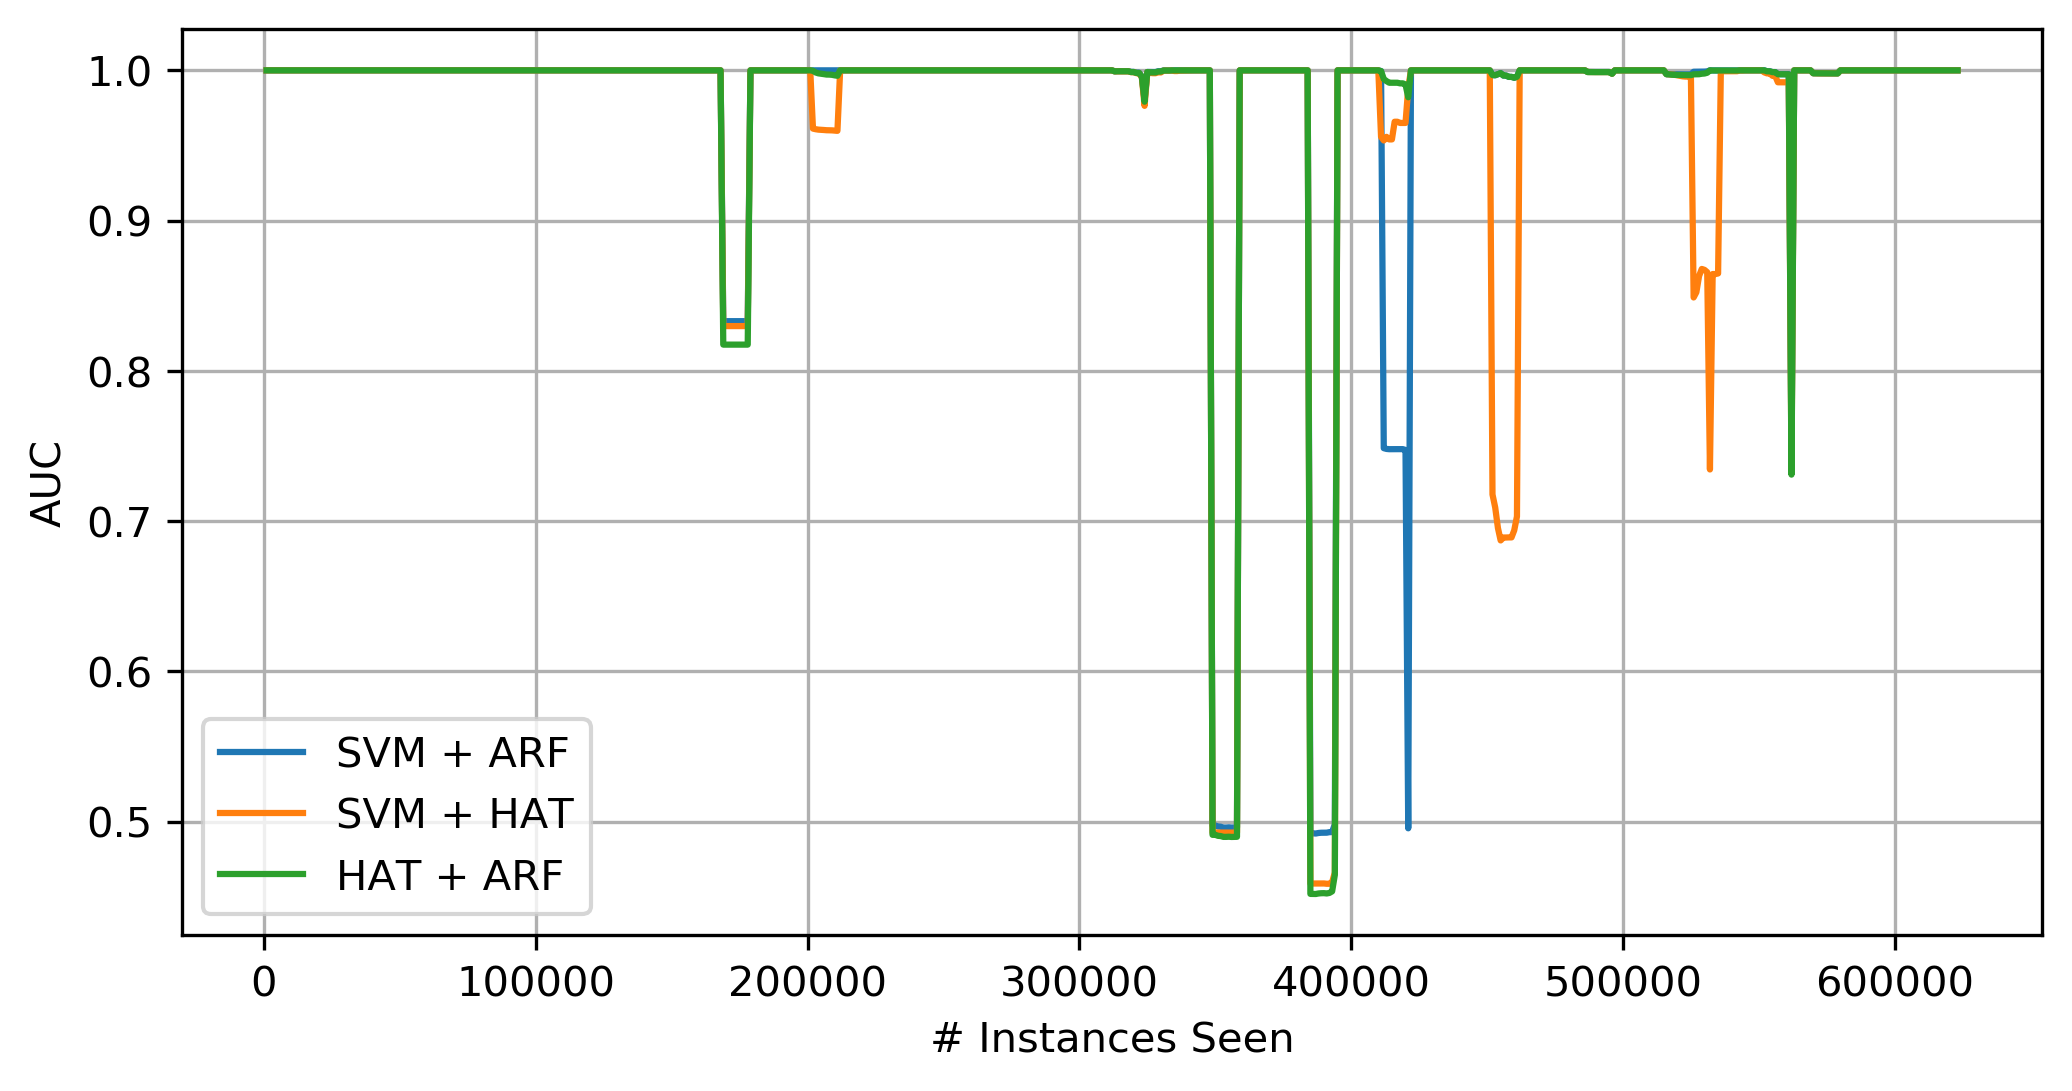 1.0
0.9
0.8
0.7
0.6
0.5
AUC
SVM + ARF
SVM + HAT
HAT + ARF
0 100000 200000 300000 400000 500000 600000
# Instances Seen